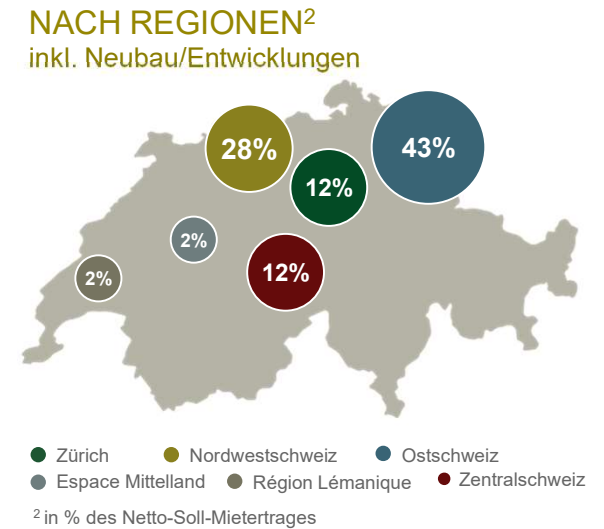 NACH REGIONEN²
inkl. Neubau/Entwicklungen
28%
43%
12%
2%
12%
2%
Zürich Nordwestschweiz Ostschweiz
Espace Mittelland Région Lémanique Zentralschweiz
² in % des Netto-Soll-Mietertrages